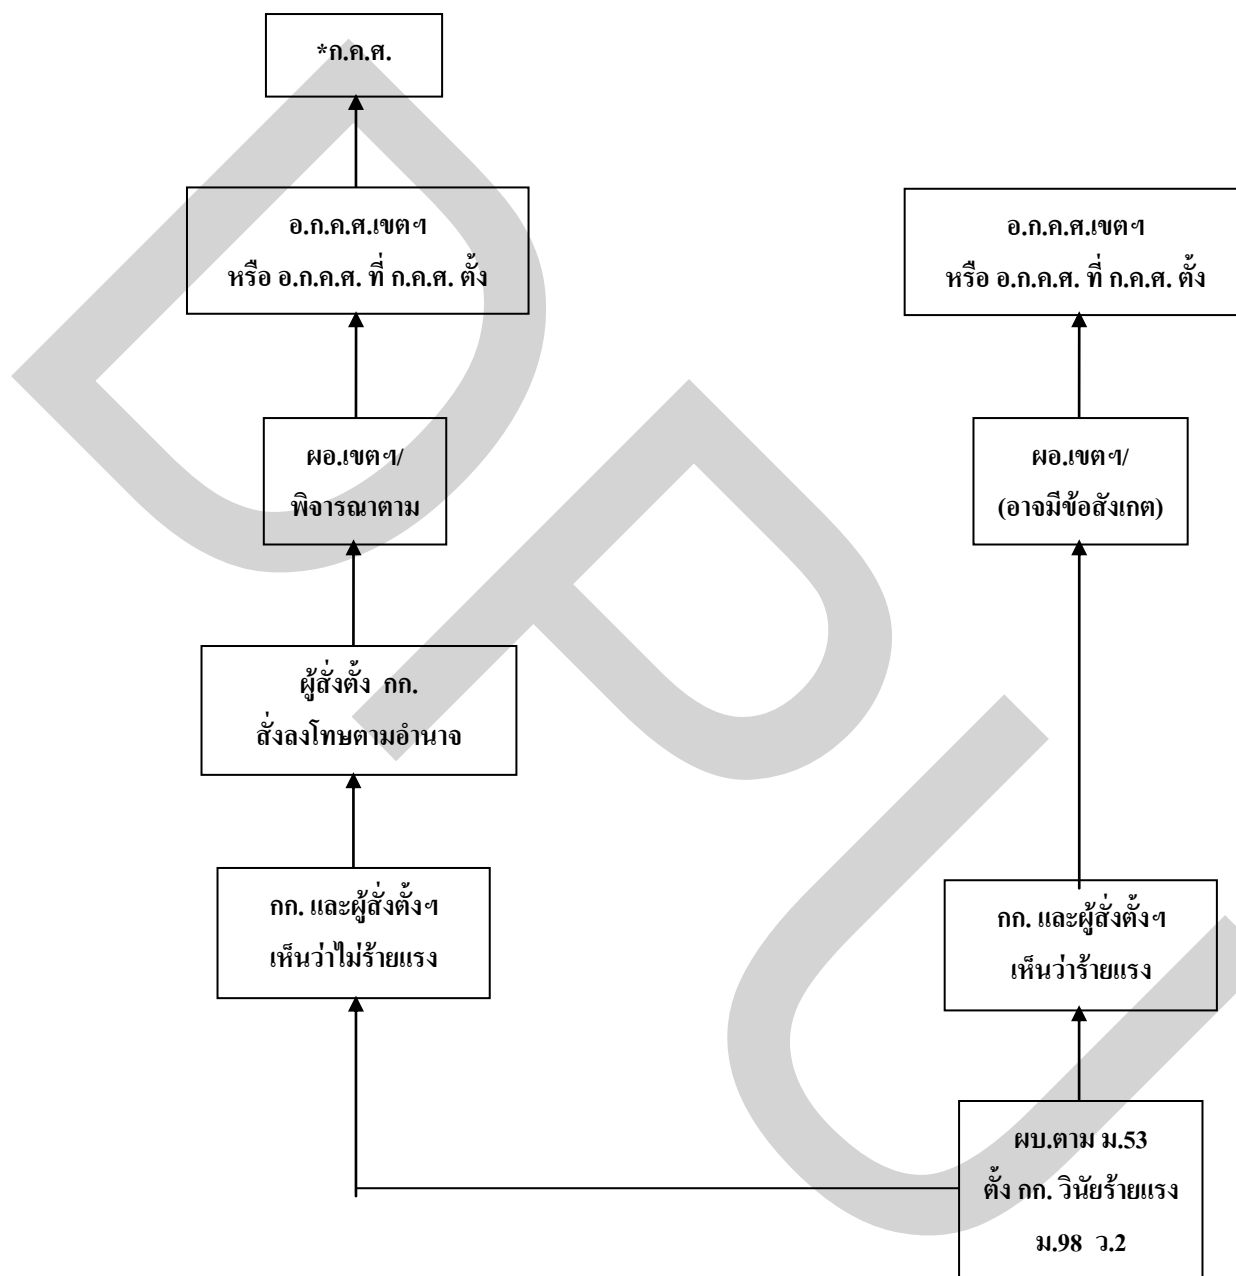 *ก.ค.ศ.
อ.ก.ค.ศ.เขตฯ
หรือ อ.ก.ค.ศ. ที่ ก.ค.ศ. ตั้ง
อ.ก.ค.ศ.เขตฯ
หรือ อ.ก.ค.ศ. ที่ ก.ค.ศ. ตั้ง
ผอ.เขตฯ/
พิจารณาตาม
ผอ.เขตฯ/
(อาจมีข้อสังเกต)
ผู้สั่งตั้ง กก.
สั่งลงโทษตามอำนาจ
กก. และผู้สั่งตั้งฯ
เห็นว่าไม่ร้ายแรง
กก. และผู้สั่งตั้งฯ
เห็นว่าร้ายแรง
ผบ.ตาม ม.53
ตั้ง กก. วินัยร้ายแรง
ม.98 ว.2
DPU